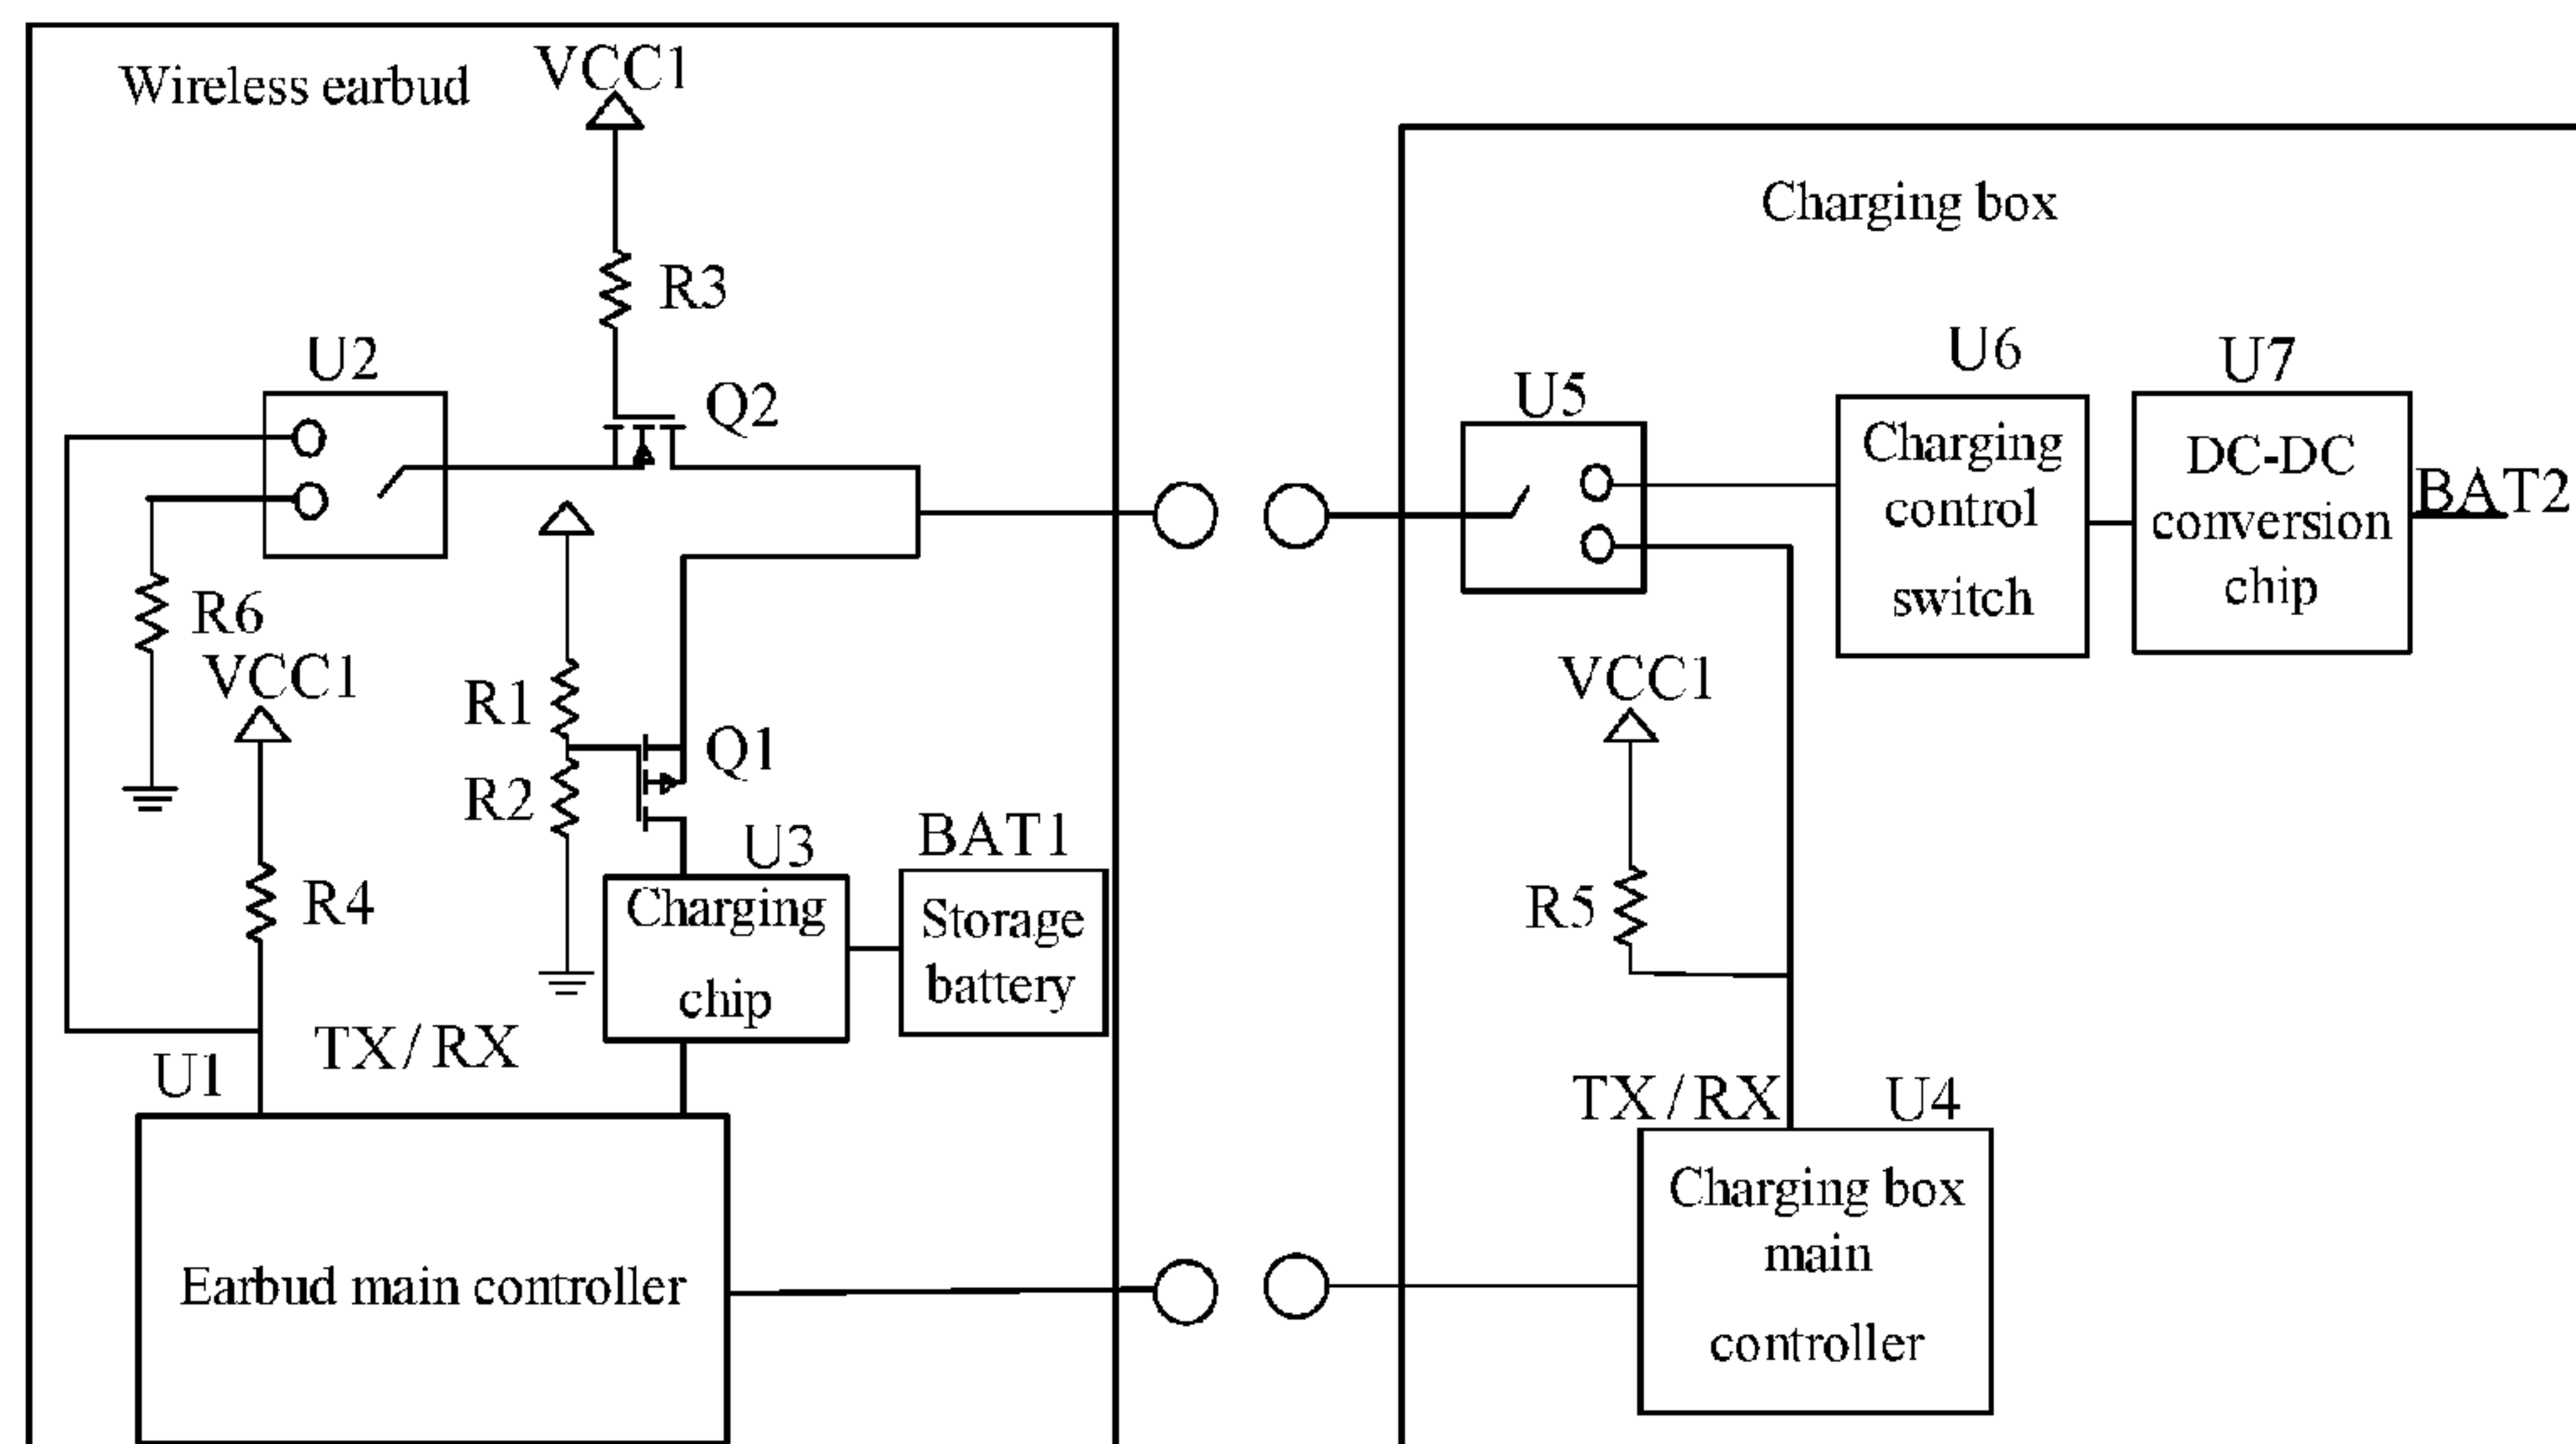 Wireless earbud
VCC1
R3
U2
Q2
R6
VCC1
R1
R2
Q1
R4
U3
Charging
chip
BAT1
Storage
battery
TX/RX
U1
Earbud main controller
Charging box
U5
U6
Charging
control
switch
U7
DC-DC
conversion
chip
BAT2
VCC1
R5
TX/RX
U4
Charging box
main
controller